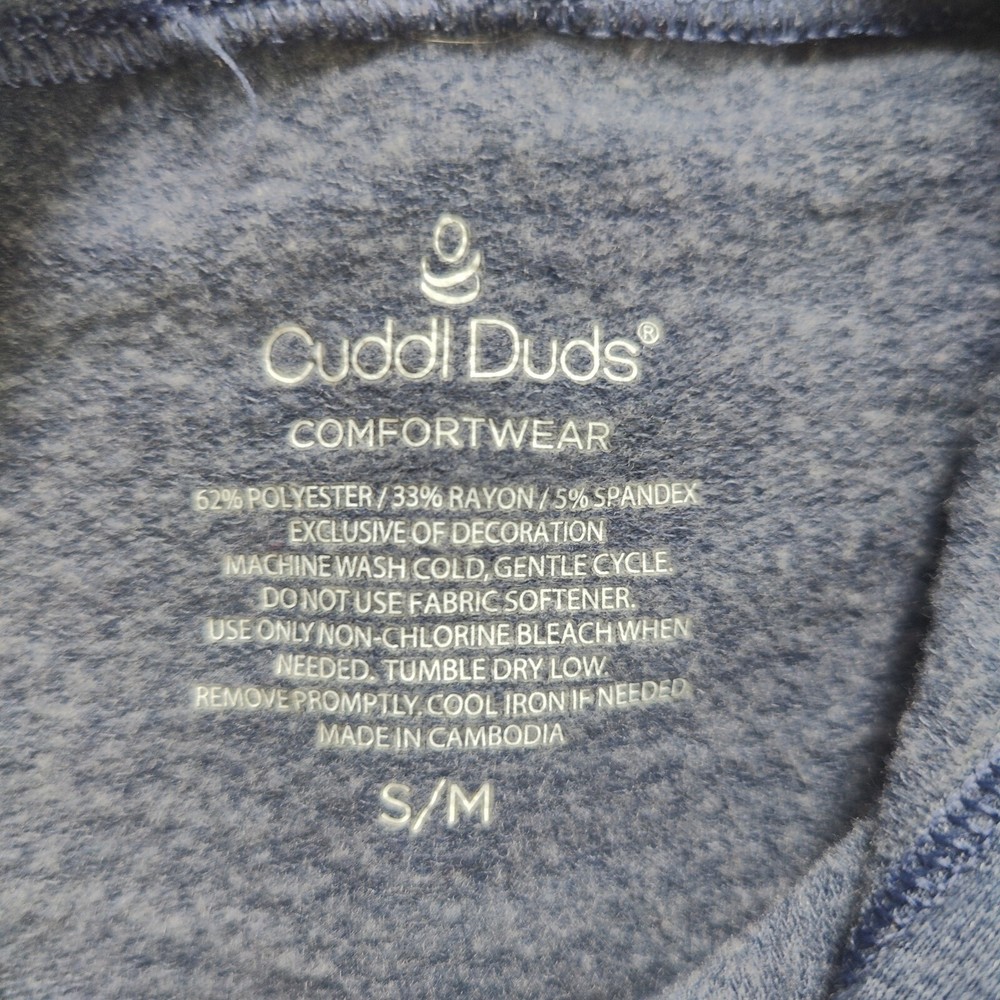 Cuddl Duds®
COMFORTWEAR
62% POLYESTER / 33% RAYON / 5% SPANDEX
EXCLUSIVE OF DECORATION
MACHINE WASH COLD, GENTLE CYCLE.
DO NOT USE FABRIC SOFTENER.
USE ONLY NON-CHLORINE BLEACH WHEN
NEEDED. TUMBLE DRY LOW.
REMOVE PROMPTLY. COOL IRON IF NEEDED.
MADE IN CAMBODIA
S/M